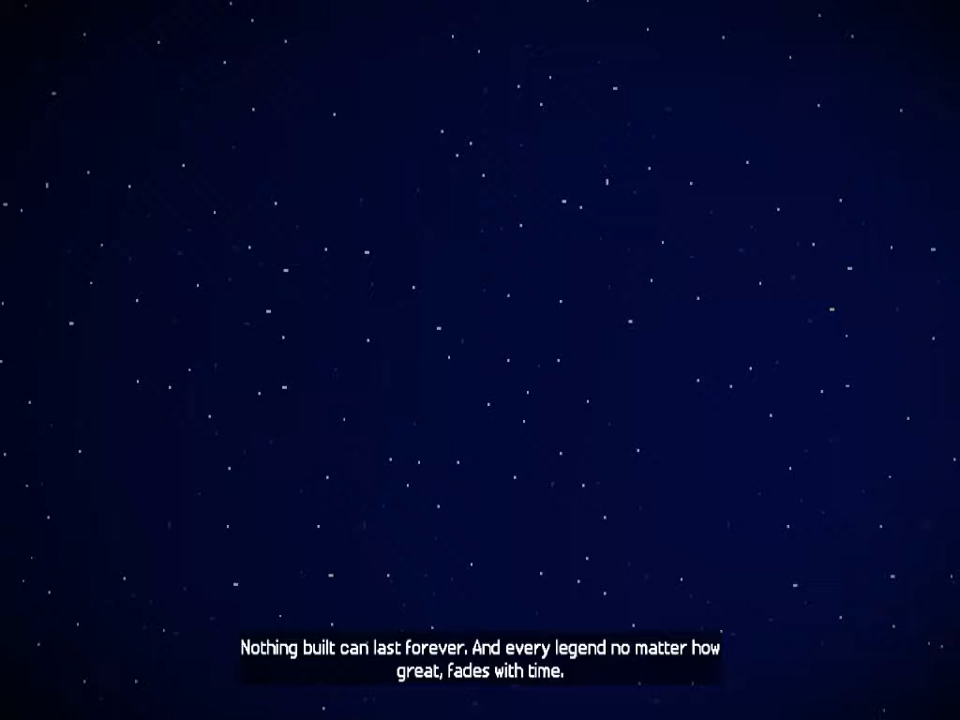 Nothing built can last forever. And every legend no matter how
great, fades with time.